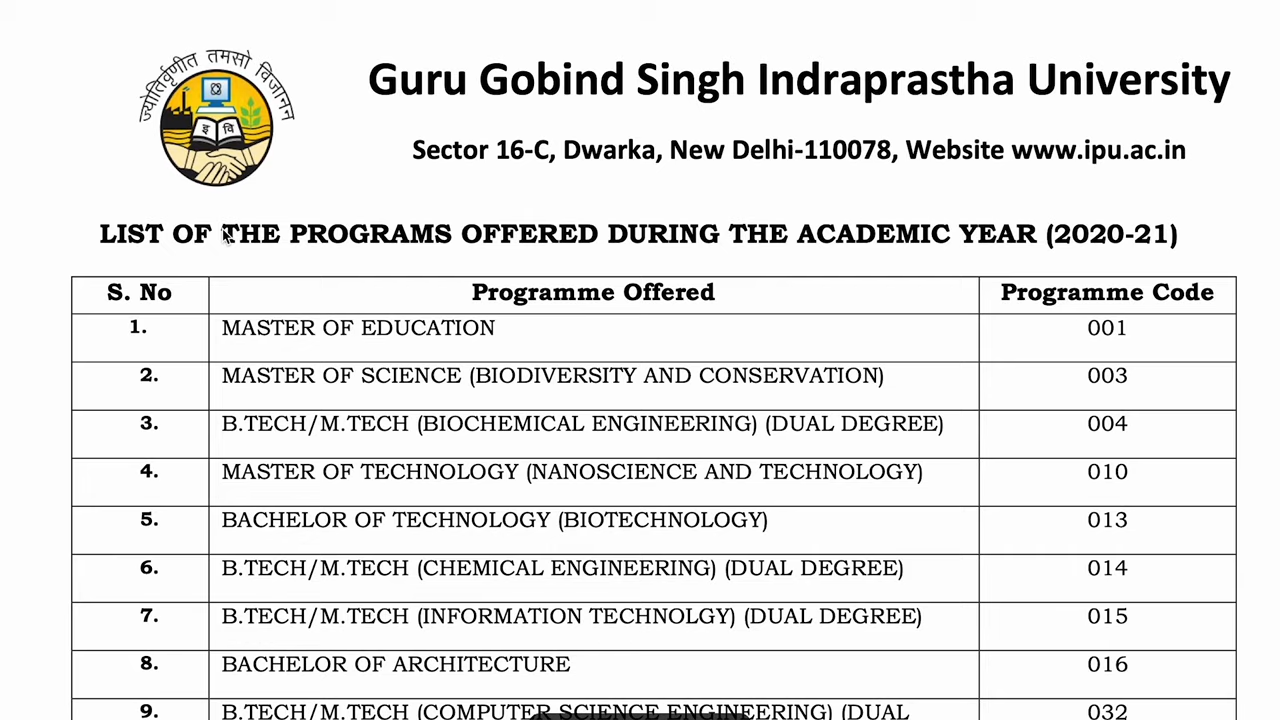 ज्योतिर्वृणीत तमसो विजानन
इ वि
Guru Gobind Singh Indraprastha University
Sector 16-C, Dwarka, New Delhi-110078, Website www.ipu.ac.in
LIST OF THE PROGRAMS OFFERED DURING THE ACADEMIC YEAR (2020-21)
S. No Programme Offered Programme Code
1. MASTER OF EDUCATION 001
2. MASTER OF SCIENCE (BIODIVERSITY AND CONSERVATION) 003
3. B.TECH/M.TECH (BIOCHEMICAL ENGINEERING) (DUAL DEGREE) 004
4. MASTER OF TECHNOLOGY (NANOSCIENCE AND TECHNOLOGY) 010
5. BACHELOR OF TECHNOLOGY (BIOTECHNOLOGY) 013
6. B.TECH/M.TECH (CHEMICAL ENGINEERING) (DUAL DEGREE) 014
7. B.TECH/M.TECH (INFORMATION TECHNOLGY) (DUAL DEGREE) 015
8. BACHELOR OF ARCHITECTURE 016
9. B.TECH/M.TECH (COMPUTER SCIENCE ENGINEERING) (DUAL 032